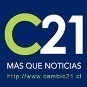 C21
MÁS QUE NOTICIAS
http://www.cambio21.cl